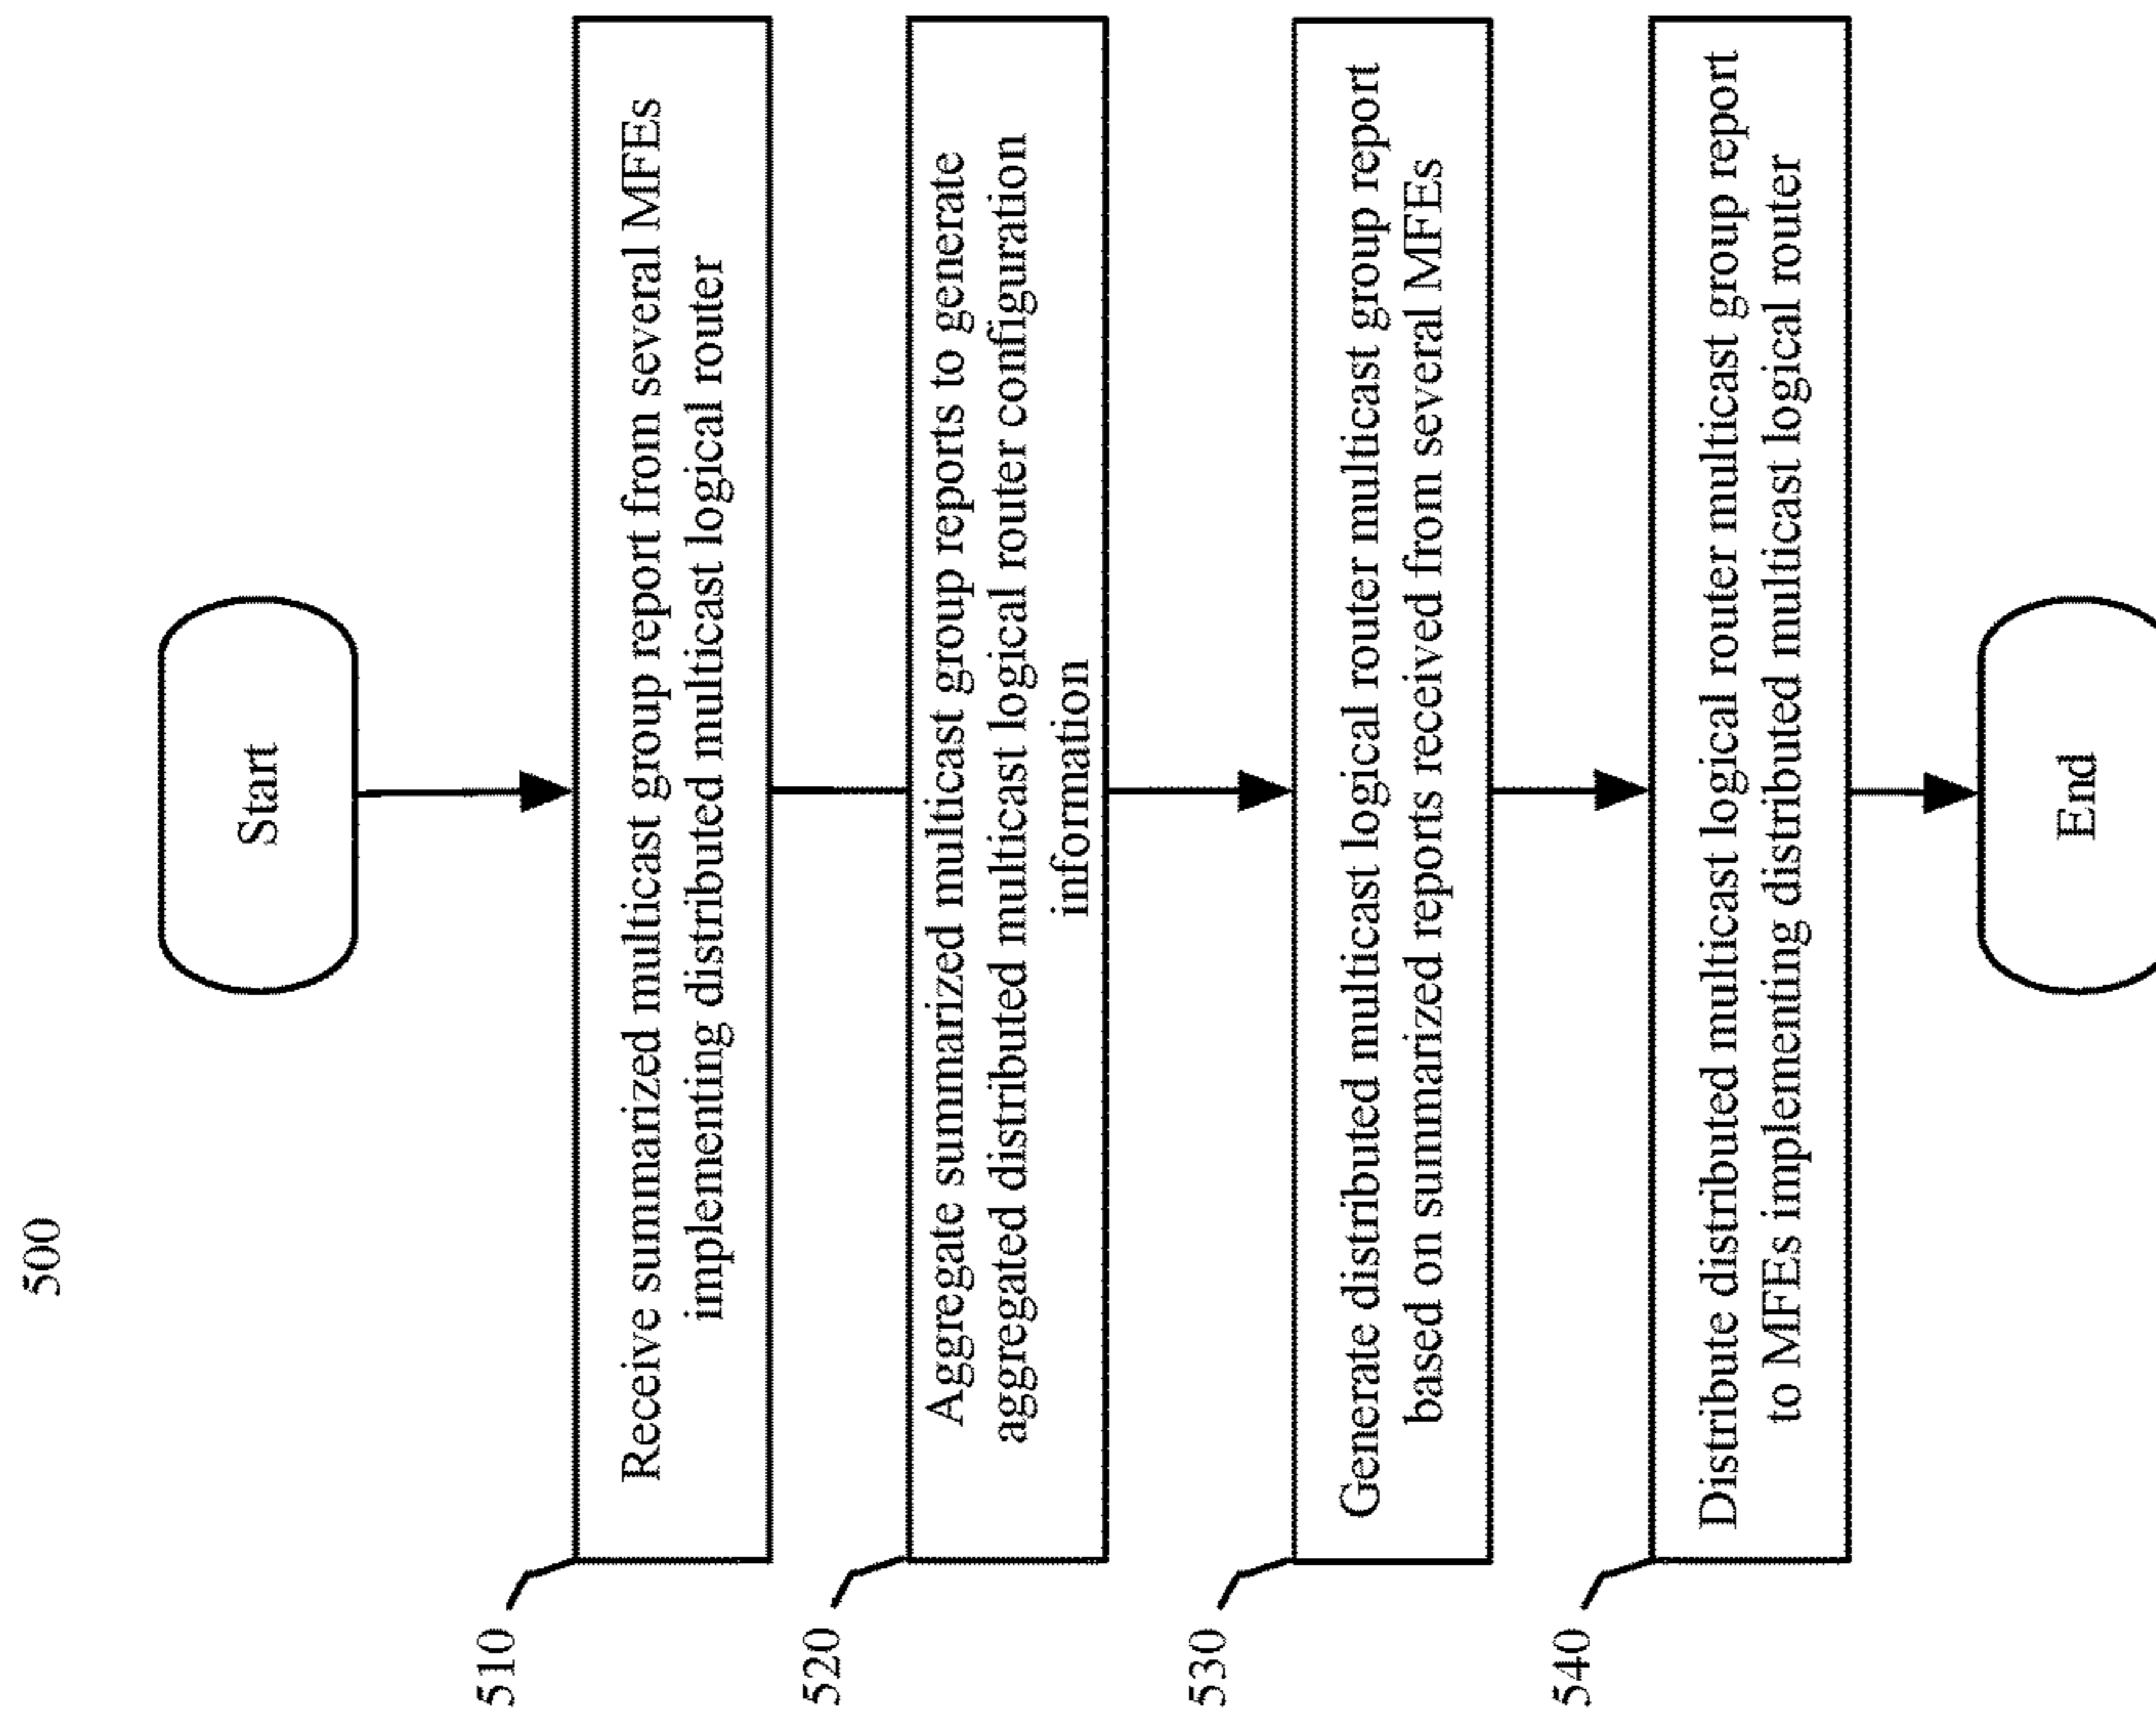 500
Start
510
Receive summarized multicast group report from several MFEs
implementing distributed multicast logical router
520
Aggregate summarized multicast group reports to generate
aggregated distributed multicast logical router configuration
information
530
Generate distributed multicast logical router multicast group report
based on summarized reports received from several MFEs
540
Distribute distributed multicast logical router multicast group report
to MFEs implementing distributed multicast logical router
End